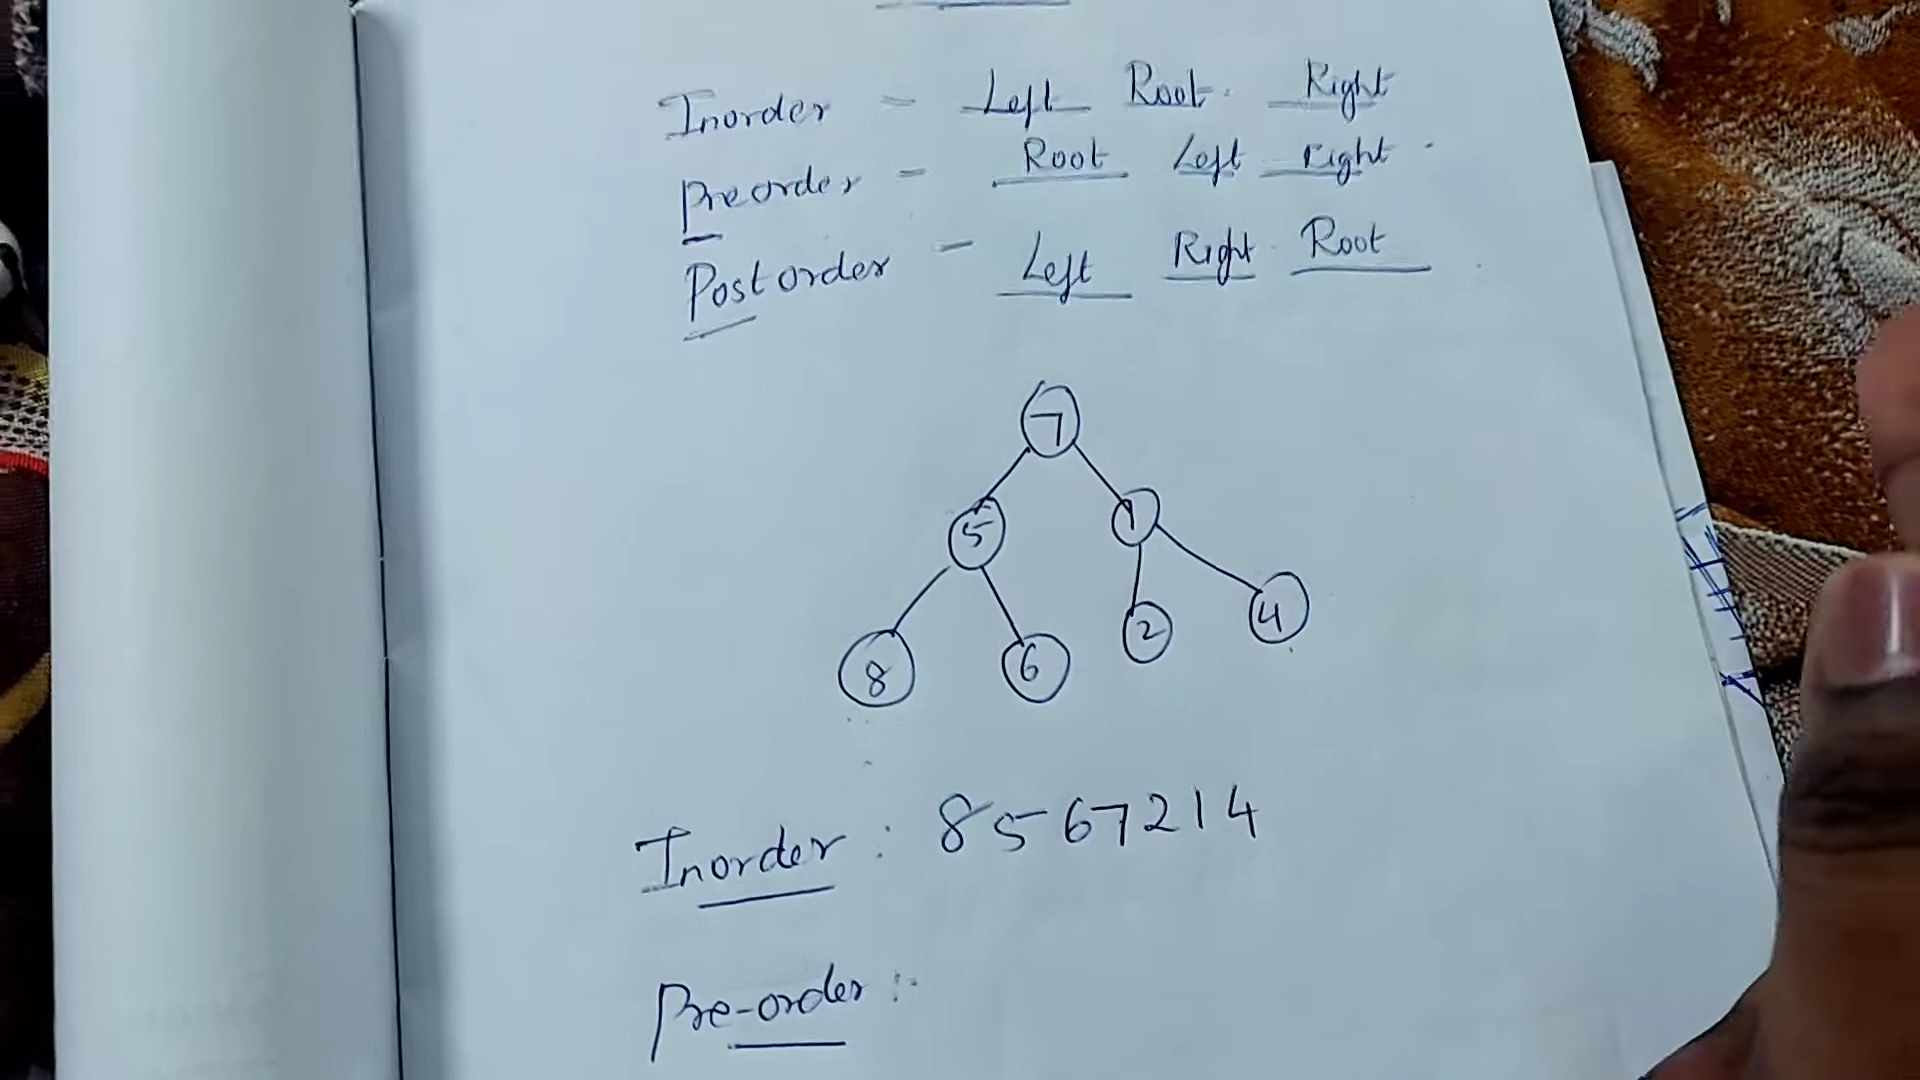 Inorder - Left Root Right
Preorder - Root Left Right
Postorder - Left Right Root
7
5 1
8 6 2 4
Inorder : 8567214
Pre-order :-